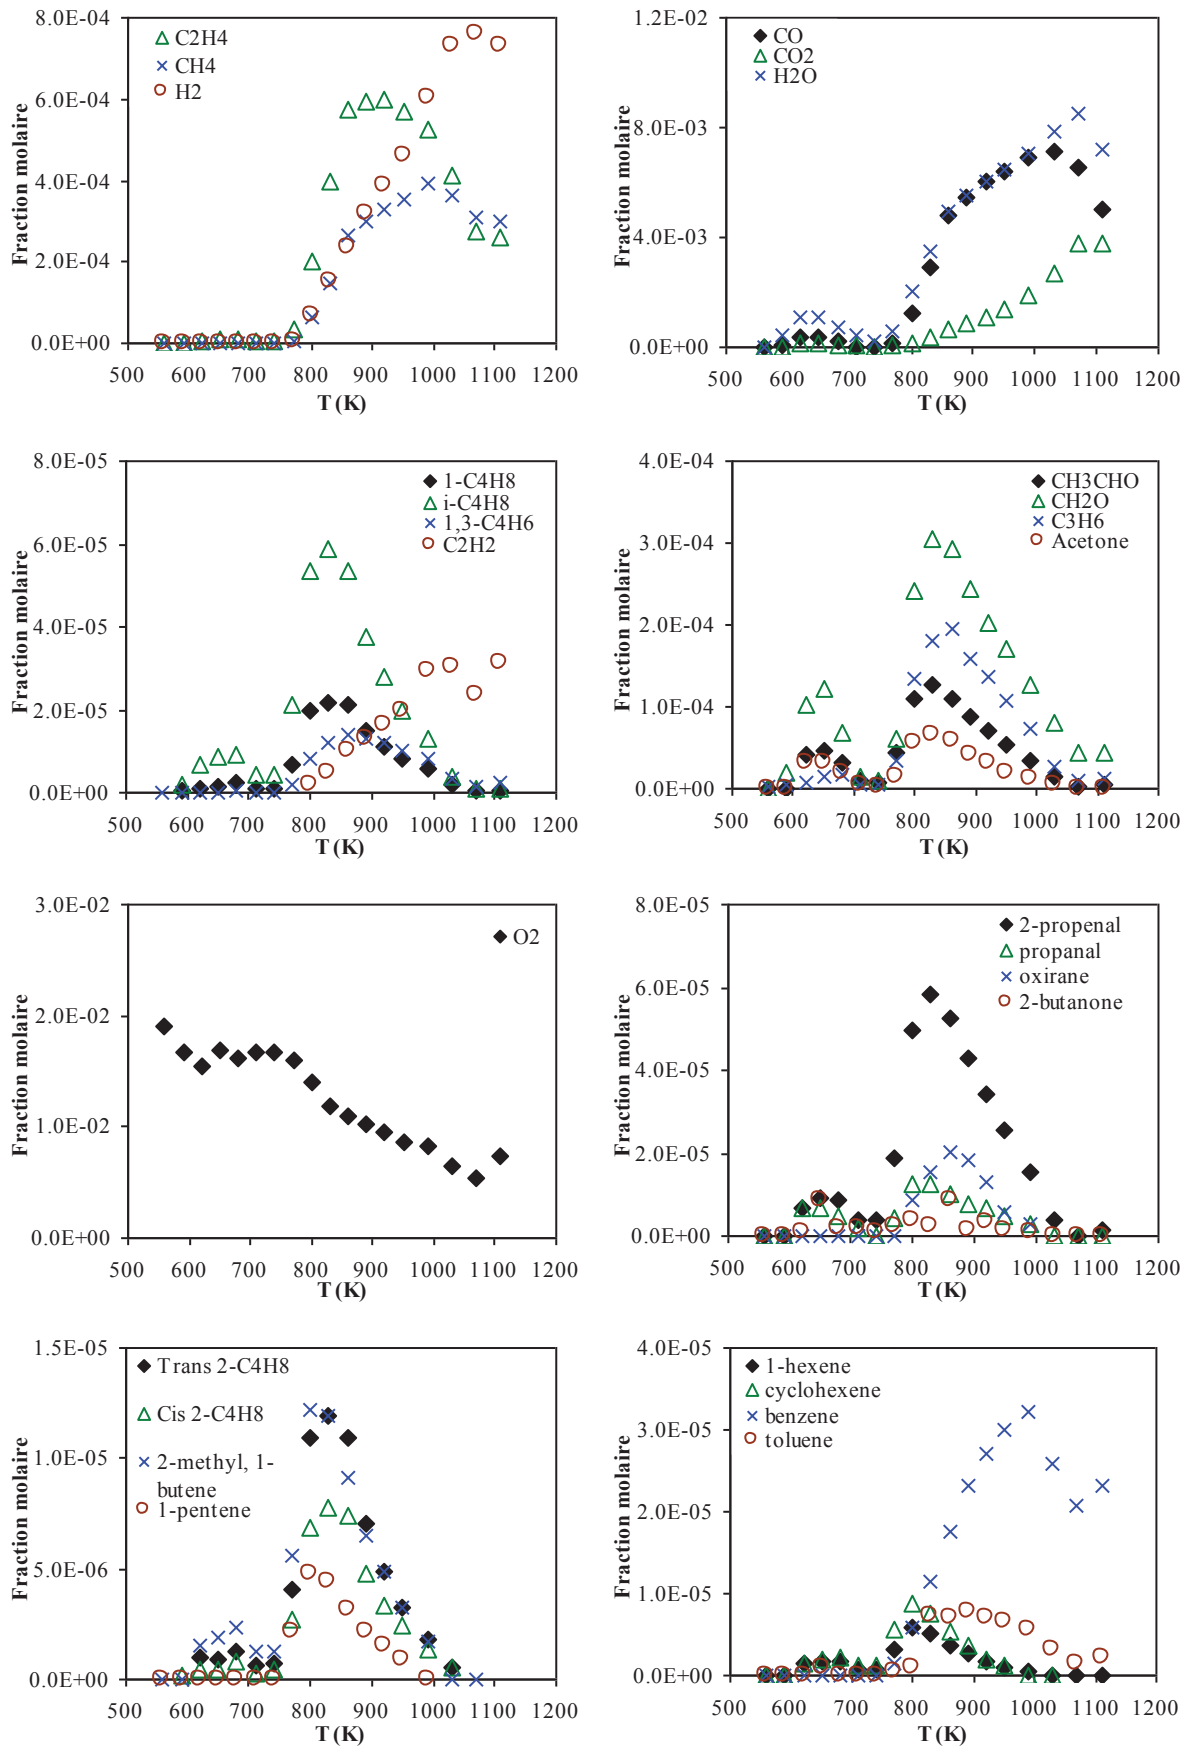 8.0E-04
6.0E-04
4.0E-04
2.0E-04
0.0E+00
Fraction molaire
C2H4
CH4
H2
500 600 700 800 900 1000 1100 1200
T (K)
1.2E-02
8.0E-03
4.0E-03
0.0E+00
Fraction molaire
CO
CO2
H2O
500 600 700 800 900 1000 1100 1200
T (K)
8.0E-05
6.0E-05
4.0E-05
2.0E-05
0.0E+00
Fraction molaire
1-C4H8
i-C4H8
1,3-C4H6
C2H2
500 600 700 800 900 1000 1100 1200
T (K)
4.0E-04
3.0E-04
2.0E-04
1.0E-04
0.0E+00
Fraction molaire
CH3CHO
CH2O
C3H6
Acetone
500 600 700 800 900 1000 1100 1200
T (K)
3.0E-02
2.0E-02
1.0E-02
0.0E+00
Fraction molaire
O2
500 600 700 800 900 1000 1100 1200
T (K)
8.0E-05
6.0E-05
4.0E-05
2.0E-05
0.0E+00
Fraction molaire
2-propenal
propanal
oxirane
2-butanone
500 600 700 800 900 1000 1100 1200
T (K)
1.5E-05
1.0E-05
5.0E-06
0.0E+00
Fraction molaire
Trans 2-C4H8
Cis 2-C4H8
2-methyl, 1-
butene
1-pentene
500 600 700 800 900 1000 1100 1200
T (K)
4.0E-05
3.0E-05
2.0E-05
1.0E-05
0.0E+00
Fraction molaire
1-hexene
cyclohexene
benzene
toluene
500 600 700 800 900 1000 1100 1200
T (K)